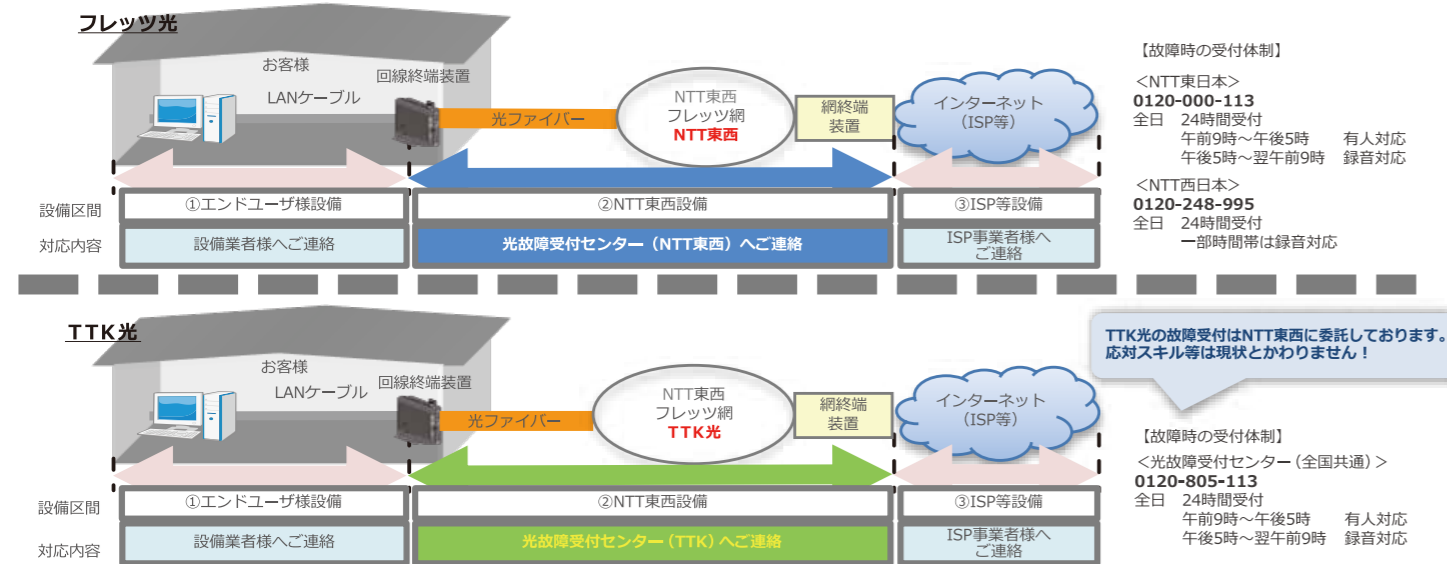 フレッツ光
お客様
LANケーブル
回線終端装置
光ファイバー
NTT東西
フレッツ網
NTT東西
網終端
装置
インターネット
(ISP等)
設備区間
①エンドユーザ様設備
②NTT東西設備
③ISP等設備
対応内容
設備業者様へご連絡
光故障受付センター(NTT東西)へご連絡
ISP事業者様へ
ご連絡
【故障時の受付体制】
<NTT東日本>
0120-000-113
全日 24時間受付
午前9時~午後5時 有人対応
午後5時~翌午前9時 録音対応
<NTT西日本>
0120-248-995
全日 24時間受付
一部時間帯は録音対応
TTK光
お客様
LANケーブル
回線終端装置
光ファイバー
NTT東西
フレッツ網
TTK光
網終端
装置
インターネット
(ISP等)
設備区間
①エンドユーザ様設備
②NTT東西設備
③ISP等設備
対応内容
設備業者様へご連絡
光故障受付センター(TTK)へご連絡
ISP事業者様へ
ご連絡
TTK光の故障受付はNTT東西に委託しております。
応対スキル等は現状とかわりません!
【故障時の受付体制】
<光故障受付センター(全国共通)>
0120-805-113
全日 24時間受付
午前9時~午後5時 有人対応
午後5時~翌午前9時 録音対応